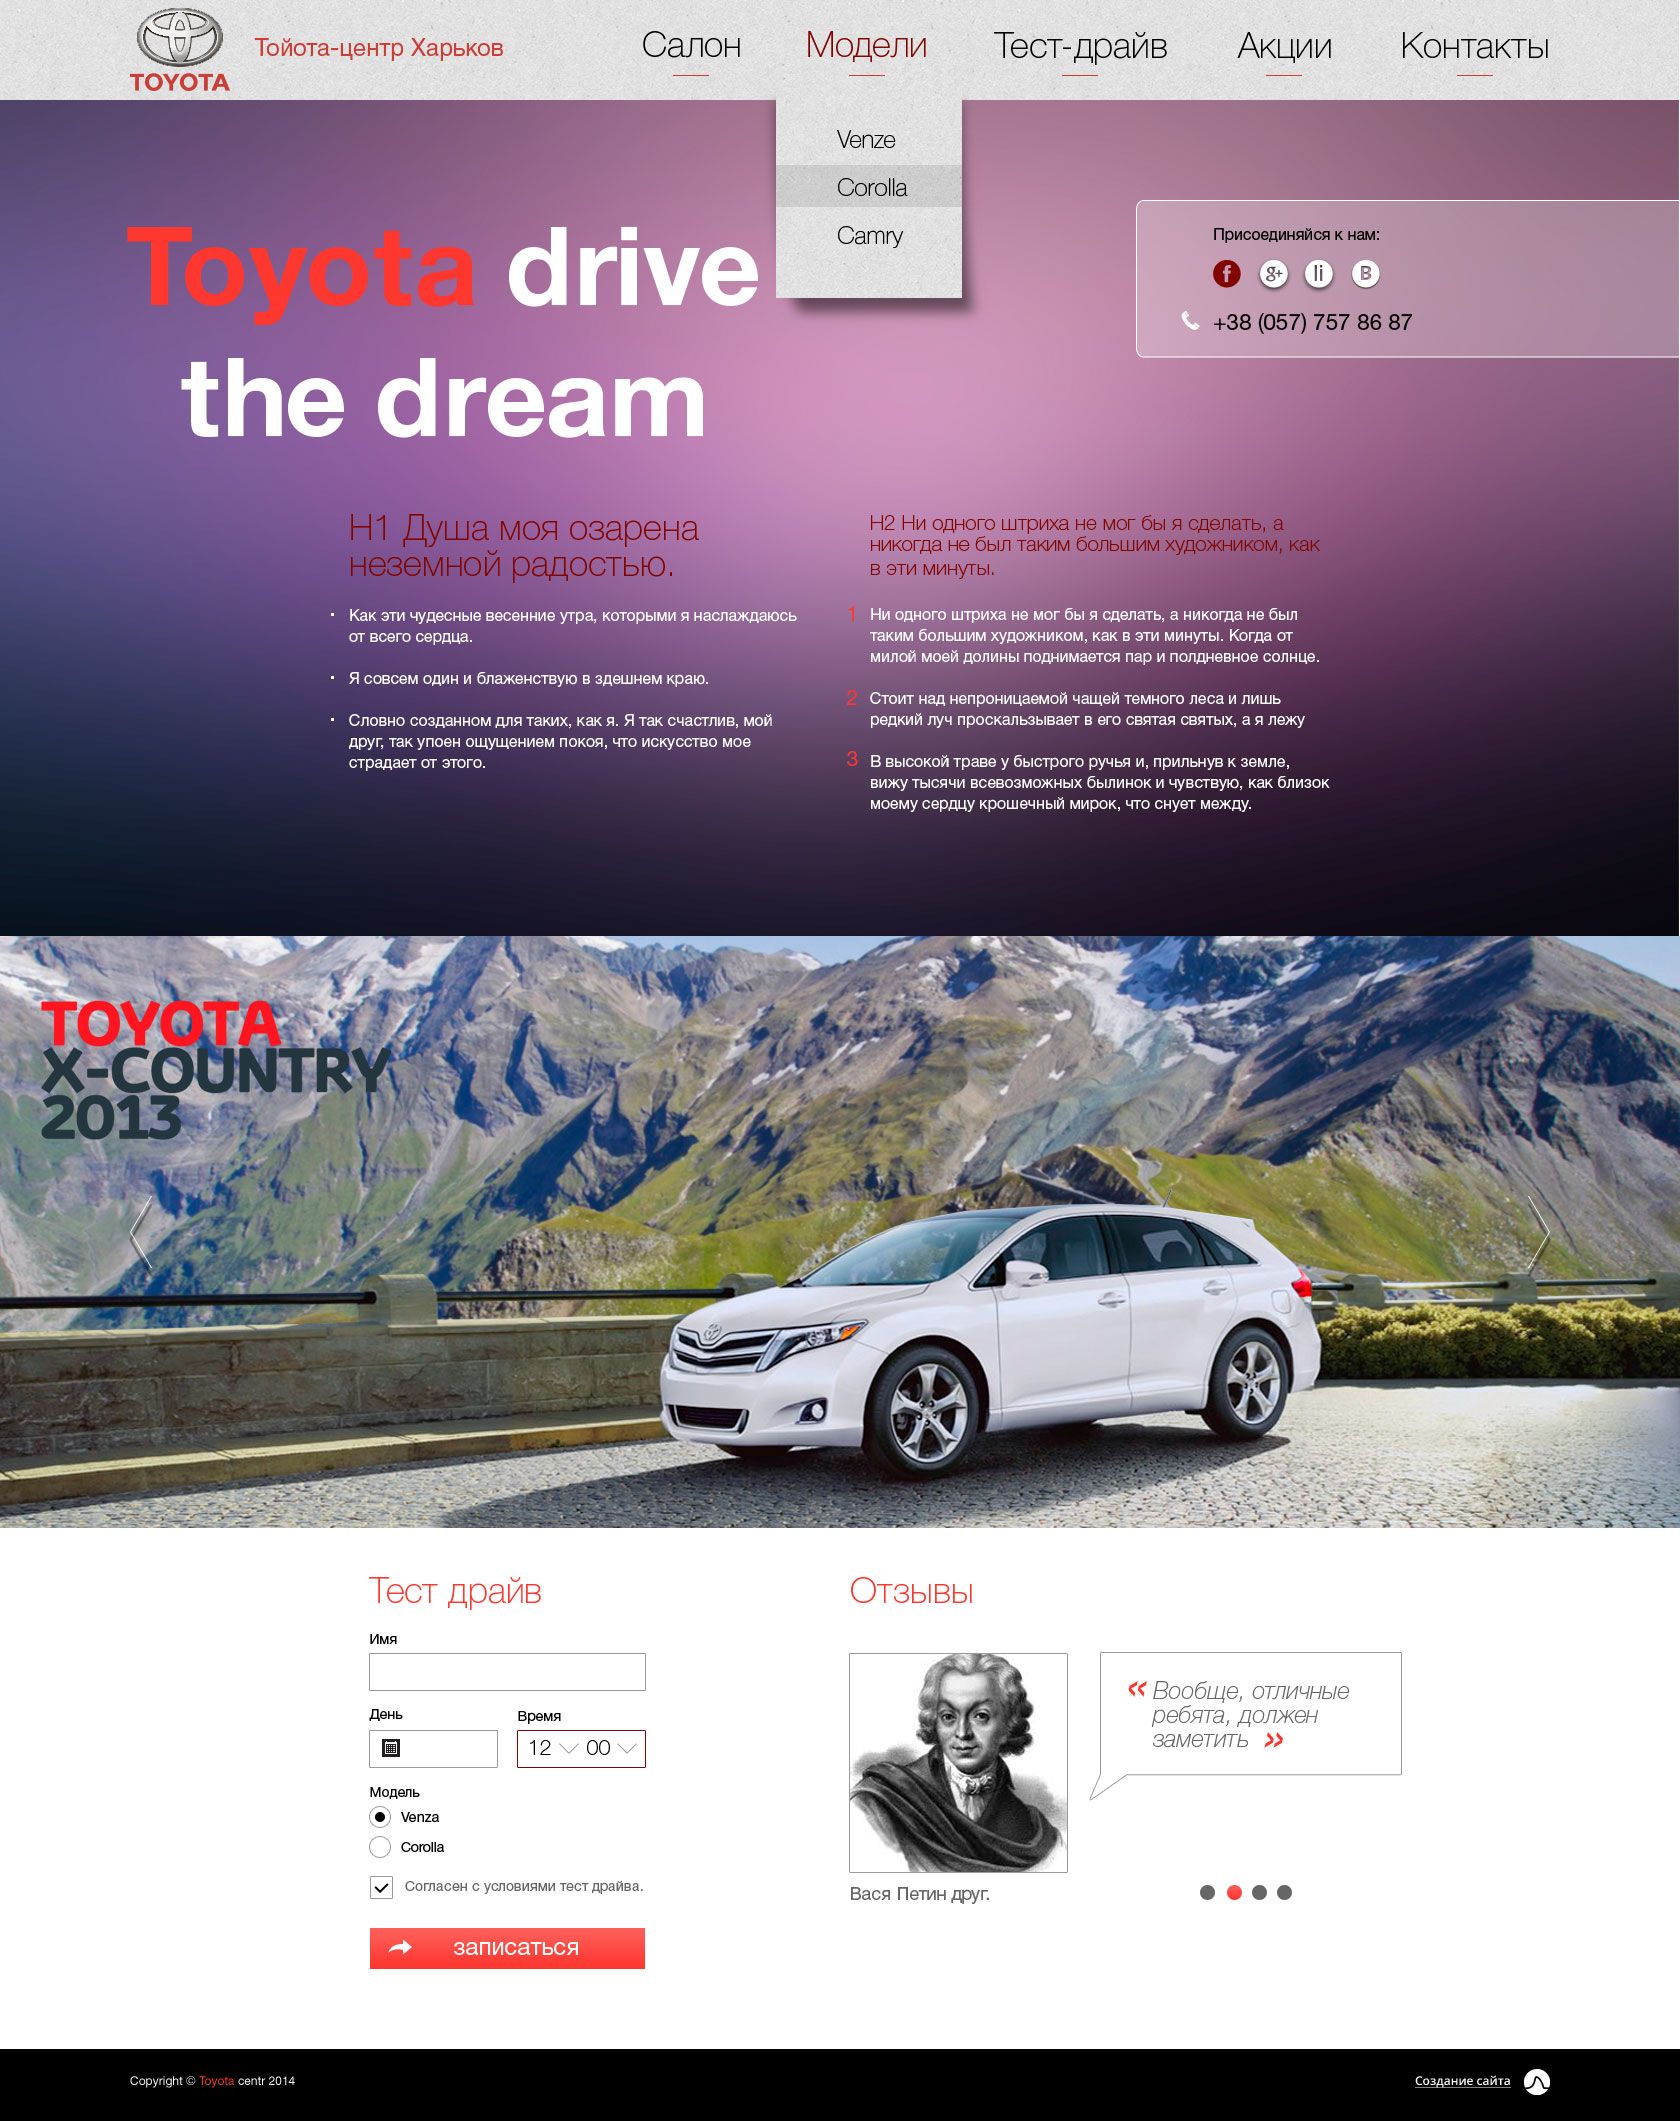 TOYOTA
Тойота-центр Харьков
Салон
Модели
Тест-драйв
Акции
Контакты
Venze
Corolla
Camry
Toyota drive
the dream
Присоединяйся к нам:
f g+ li B
+38 (057) 757 86 87
H1 Душа моя озарена
неземной радостью.
· Как эти чудесные весенние утра, которыми я наслаждаюсь
от всего сердца.
· Я совсем один и блаженствую в здешнем краю.
· Словно созданном для таких, как я. Я так счастлив, мой
друг, так упоен ощущением покоя, что искусство мое
страдает от этого.
H2 Ни одного штриха не мог бы я сделать, а
никогда не был таким большим художником, как
в эти минуты.
1 Ни одного штриха не мог бы я сделать, а никогда не был
таким большим художником, как в эти минуты. Когда от
милой моей долины поднимается пар и полдневное солнце.
2 Стоит над непроницаемой чащей темного леса и лишь
редкий луч проскальзывает в его святая святых, а я лежу
3 В высокой траве у быстрого ручья и, прильнув к земле,
вижу тысячи всевозможных былинок и чувствую, как близок
моему сердцу крошечный мирок, что снует между.
TOYOTA
X-COUNTRY
2013
Тест драйв
Имя
День
Время
12 00
Модель
Venza
Corolla
Согласен с условиями тест драйва.
записаться
Отзывы
« Вообще, отличные
ребята, должен
заметить »
Вася Петин друг.
Copyright © Toyota centr 2014
Создание сайта